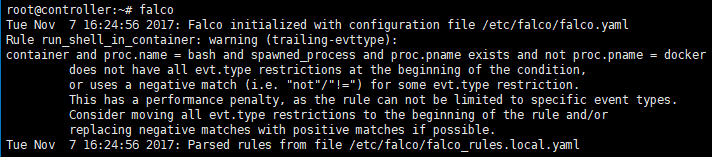 root@controller:~# falco
Tue Nov  7 16:24:56 2017: Falco initialized with configuration file /etc/falco/falco.yaml
Rule run_shell_in_container: warning (trailing-evttype):
container and proc.name = bash and spawned_process and proc.pname exists and not proc.pname = docker
         does not have all evt.type restrictions at the beginning of the condition,
         or uses a negative match (i.e. "not"/"!=") for some evt.type restriction.
         This has a performance penalty, as the rule can not be limited to specific event types.
         Consider moving all evt.type restrictions to the beginning of the rule and/or
         replacing negative matches with positive matches if possible.
Tue Nov  7 16:24:56 2017: Parsed rules from file /etc/falco/falco_rules.local.yaml